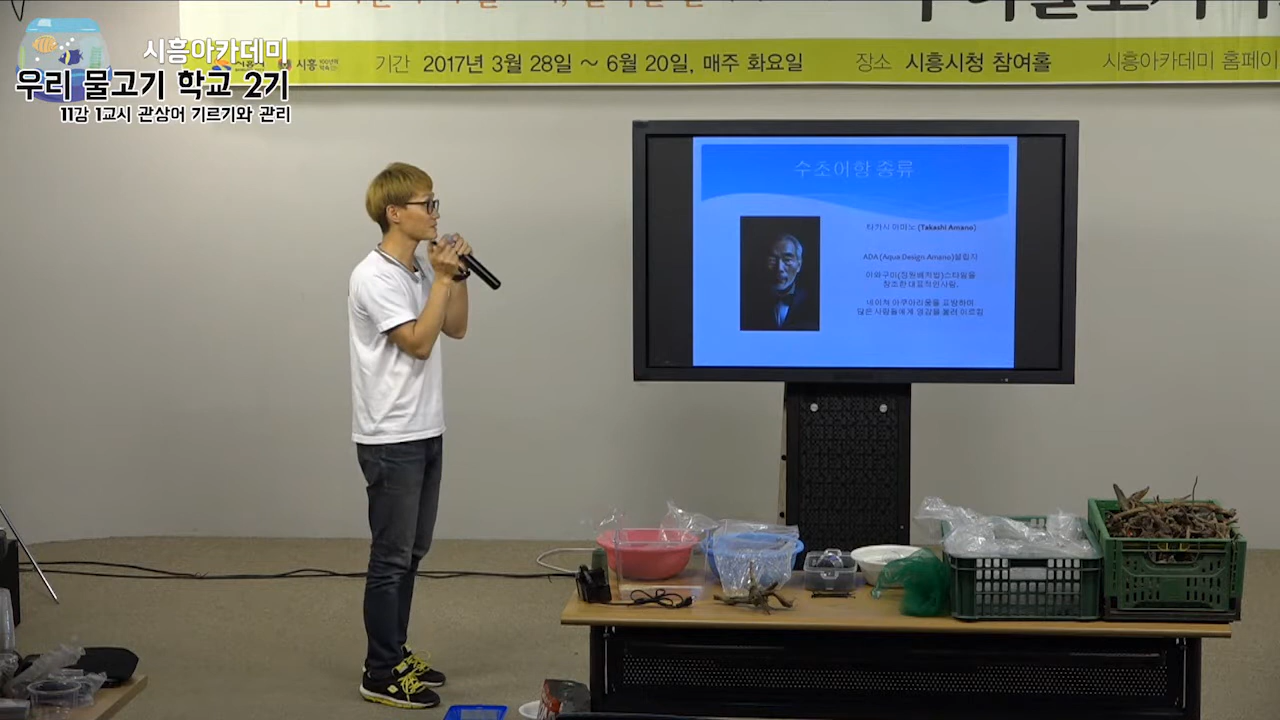 시흥아카데미
우리 물고기 학교 2기
11강 1교시 관상어 기르기와 관리
시흥
기간 2017년 3월 28일 ~ 6월 20일, 매주 화요일 장소 시흥시청 참여홀 시흥아카데미 홈페이
수초어항 종류
타카시 아마노 (Takashi Amano)
ADA (Aqua Design Amano)설립자
이와구미(정원배치법)스타일을
창조한 대표적인사람.
네이쳐 아쿠아리움을 표방하여
많은 사람들에게 영감을 불러 이르킴